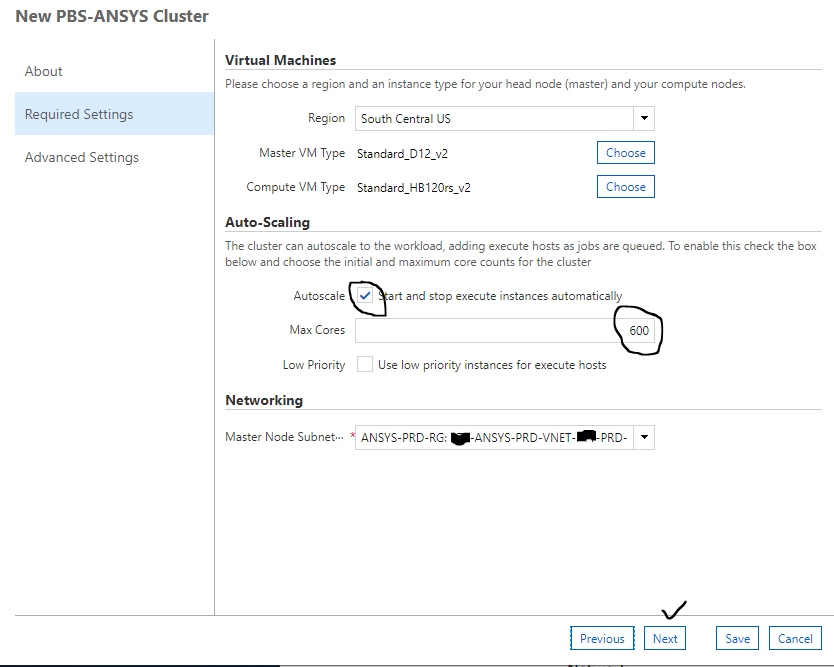 New PBS-ANSYS Cluster
About
Required Settings
Advanced Settings
Virtual Machines
Please choose a region and an instance type for your head node (master) and your compute nodes.
Region South Central US
Master VM Type Standard_D12_v2 Choose
Compute VM Type Standard_HB120rs_v2 Choose
Auto-Scaling
The cluster can autoscale to the workload, adding execute hosts as jobs are queued. To enable this check the box
below and choose the initial and maximum core counts for the cluster
Autoscale Start and stop execute instances automatically
Max Cores 600
Low Priority Use low priority instances for execute hosts
Networking
Master Node Subnet... * ANSYS-PRD-RG: -ANSYS-PRD-VNET- -PRD-
Previous Next Save Cancel